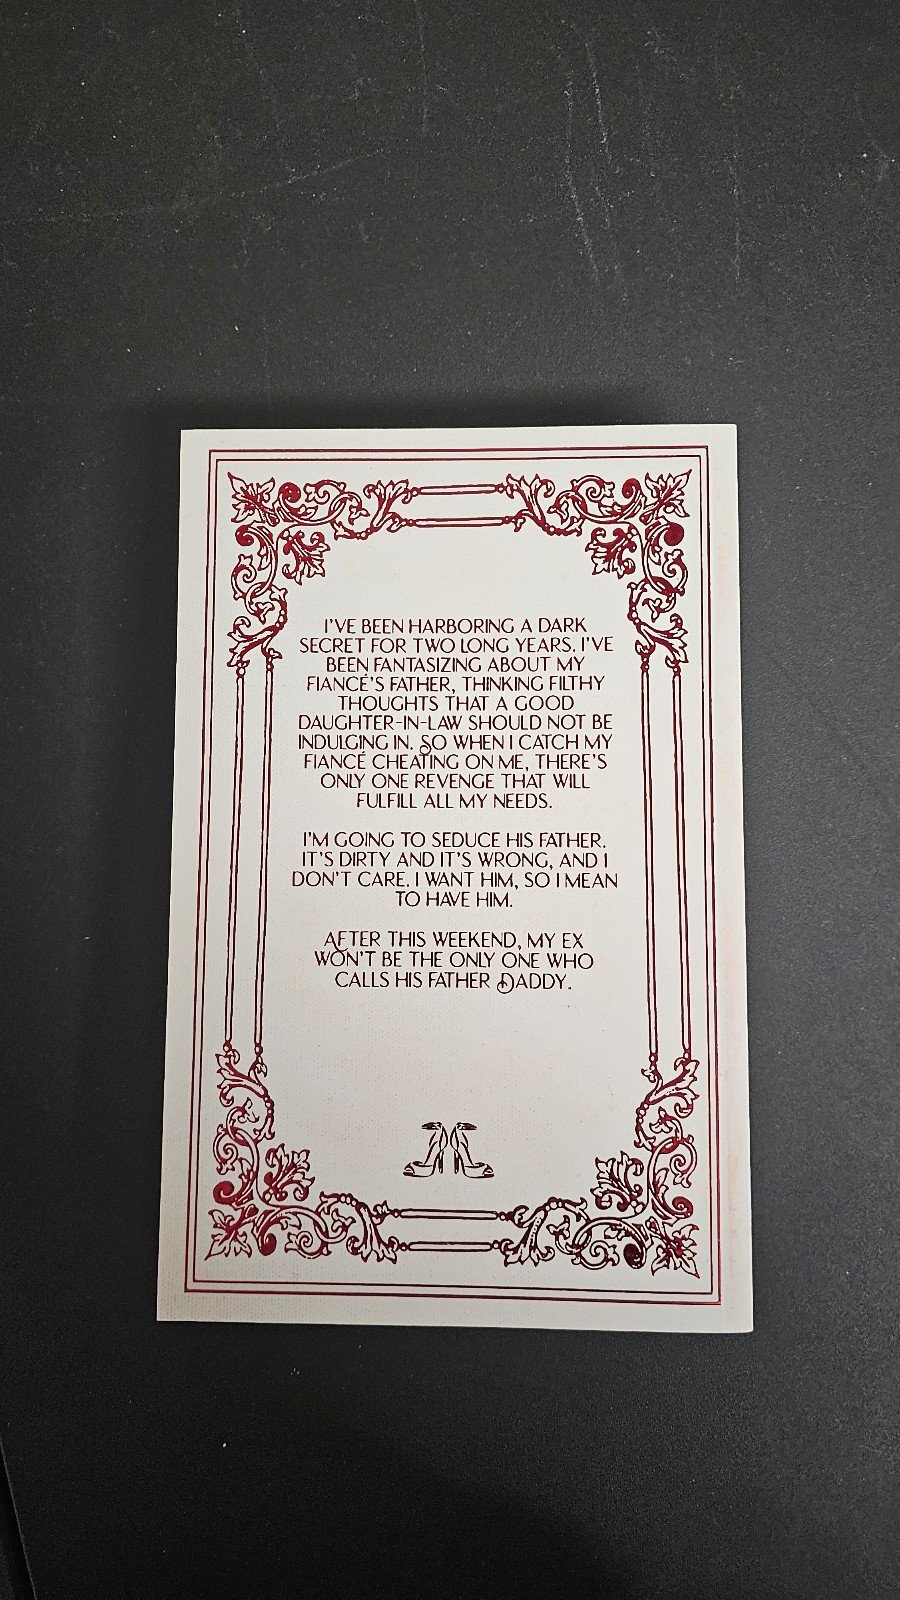 I'VE BEEN HARBORING A DARK
SECRET FOR TWO LONG YEARS. I'VE
BEEN FANTASIZING ABOUT MY
FIANCÉ'S FATHER, THINKING FILTHY
THOUGHTS THAT A GOOD
DAUGHTER-IN-LAW SHOULD NOT BE
INDULGING IN. SO WHEN I CATCH MY
FIANCÉ CHEATING ON ME, THERE'S
ONLY ONE REVENGE THAT WILL
FULFILL ALL MY NEEDS.
I'M GOING TO SEDUCE HIS FATHER.
IT'S DIRTY AND IT'S WRONG, AND I
DON'T CARE. I WANT HIM, SO I MEAN
TO HAVE HIM.
AFTER THIS WEEKEND, MY EX
WON'T BE THE ONLY ONE WHO
CALLS HIS FATHER DADDY.